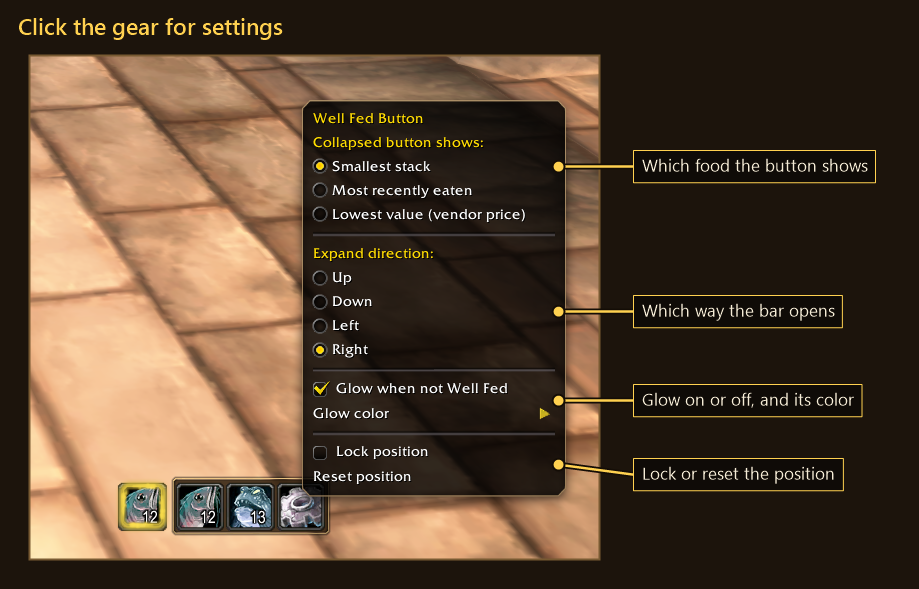 Click the gear for settings
Well Fed Button
Collapsed button shows:
Smallest stack
Most recently eaten
Lowest value (vendor price)
Which food the button shows
Expand direction:
Up
Down
Left
Right
Which way the bar opens
Glow when not Well Fed
Glow color
Glow on or off, and its color
Lock position
Reset position
Lock or reset the position
12
12
13